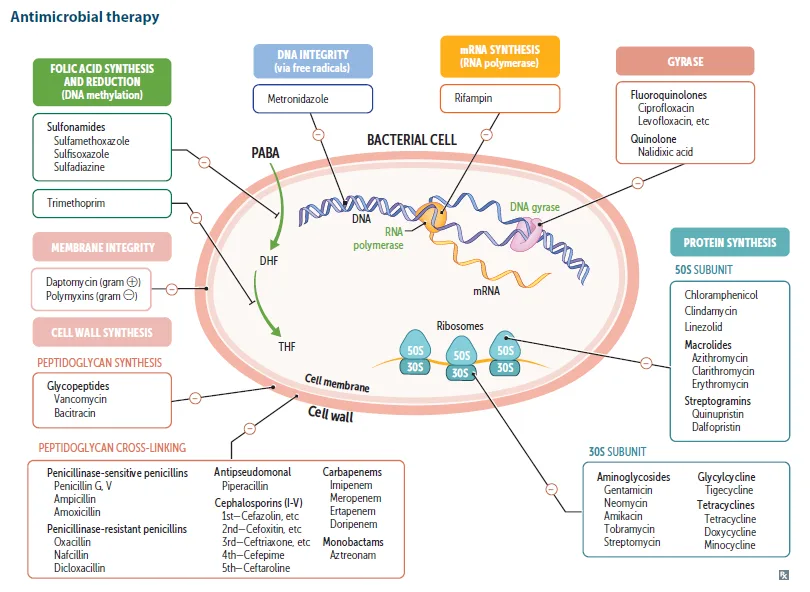 Antimicrobial therapy
FOLIC ACID SYNTHESIS
AND REDUCTION
(DNA methylation)
Sulfonamides
Sulfamethoxazole
Sulfisoxazole
Sulfadiazine
Trimethoprim
MEMBRANE INTEGRITY
Daptomycin (gram ⊕)
Polymyxins (gram ⊖)
CELL WALL SYNTHESIS
PEPTIDOGLYCAN SYNTHESIS
Glycopeptides
Vancomycin
Bacitracin
PEPTIDOGLYCAN CROSS-LINKING
Penicillinase-sensitive penicillins
Penicillin G, V
Ampicillin
Amoxicillin
Penicillinase-resistant penicillins
Oxacillin
Nafcillin
Dicloxacillin
Antipseudomonal
Piperacillin
Cephalosporins (I-V)
1st—Cefazolin, etc
2nd—Cefoxitin, etc
3rd—Ceftriaxone, etc
4th—Cefepime
5th—Ceftaroline
Carbapenems
Imipenem
Meropenem
Ertapenem
Doripenem
Monobactams
Aztreonam
DNA INTEGRITY
(via free radicals)
Metronidazole
mRNA SYNTHESIS
(RNA polymerase)
Rifampin
GYRASE
Fluoroquinolones
Ciprofloxacin
Levofloxacin, etc
Quinolone
Nalidixic acid
BACTERIAL CELL
PABA
DHF
THF
DNA
RNA
polymerase
DNA gyrase
mRNA
Ribosomes
50S
30S
50S
30S
50S
30S
Cell membrane
Cell wall
PROTEIN SYNTHESIS
50S SUBUNIT
Chloramphenicol
Clindamycin
Linezolid
Macrolides
Azithromycin
Clarithromycin
Erythromycin
Streptogramins
Quinupristin
Dalfopristin
30S SUBUNIT
Aminoglycosides
Gentamicin
Neomycin
Amikacin
Tobramycin
Streptomycin
Glycylcycline
Tigecycline
Tetracyclines
Tetracycline
Doxycycline
Minocycline